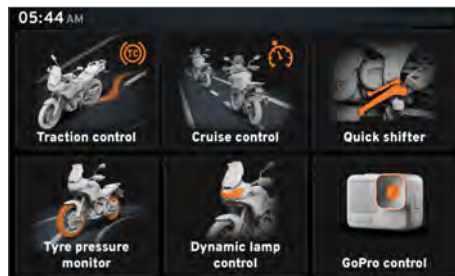 05:44 AM
TC
Traction control
Cruise control
Quick shifter
Tyre pressure
monitor
Dynamic lamp
control
GoPro control